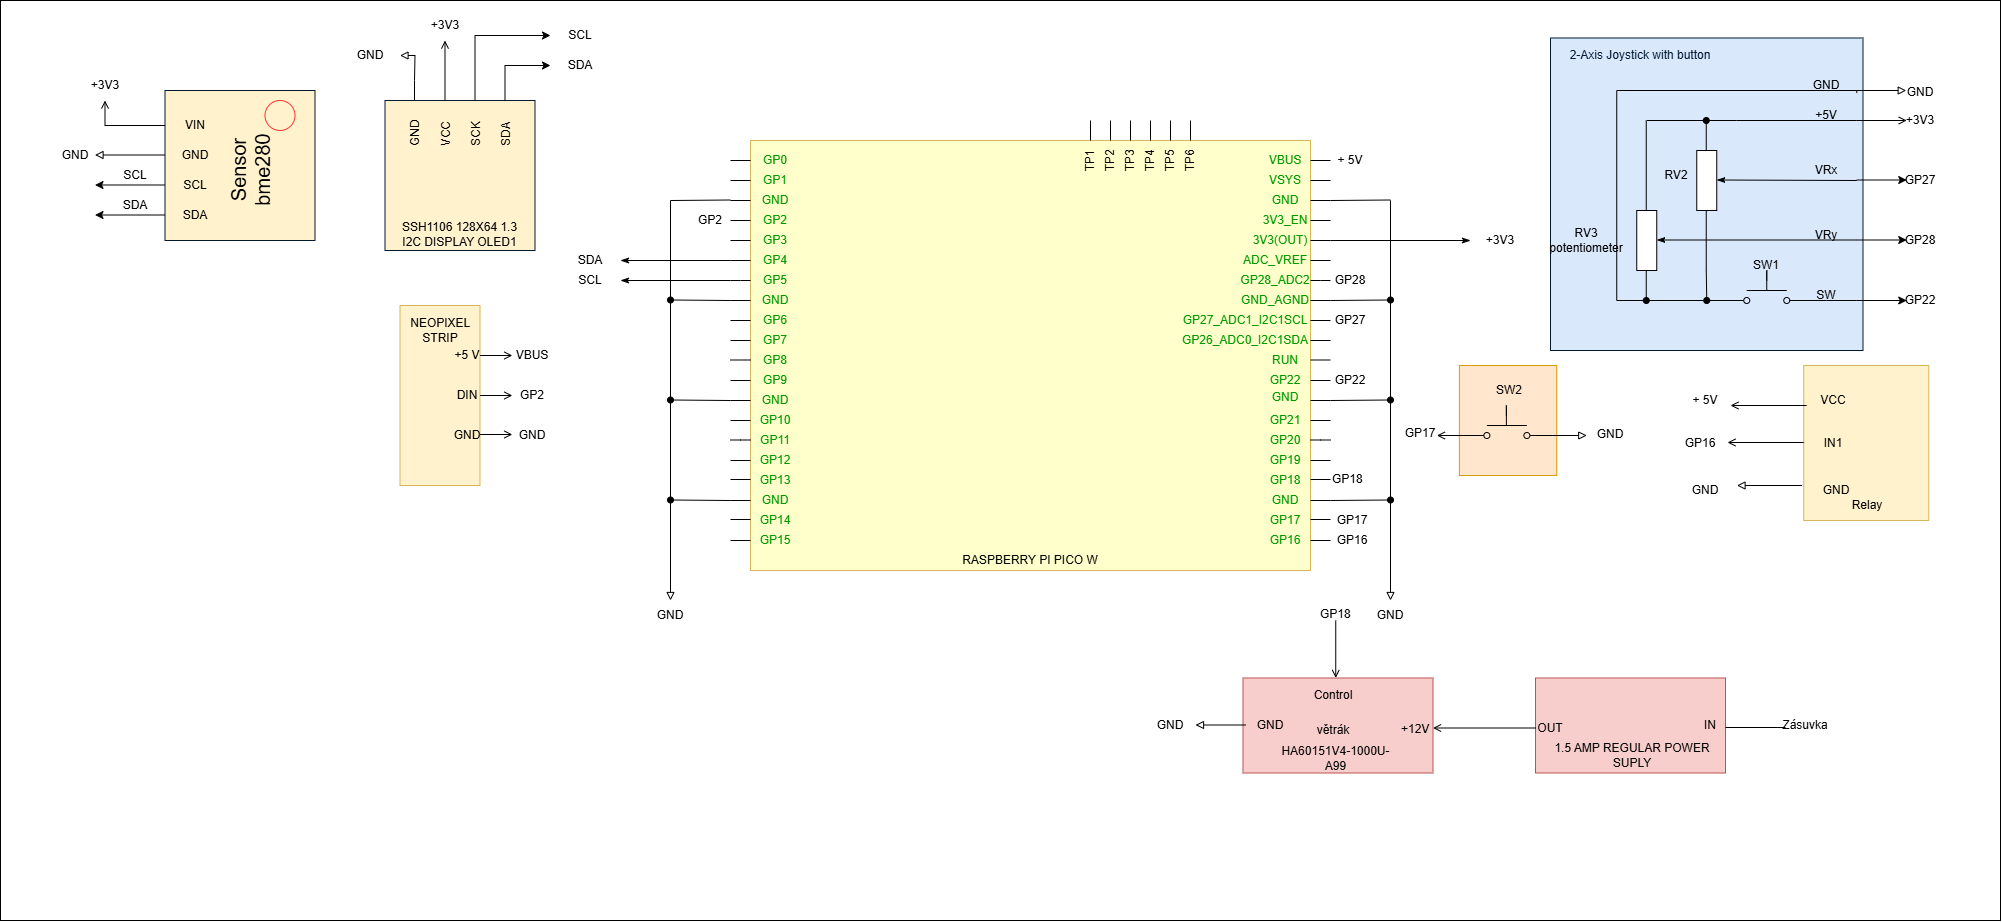 +3V3
VIN
GND
GND
SCL
SCL
SDA
SDA
Sensor
bme280
+3V3
GND
SCL
SDA
GND
VCC
SCK
SDA
SSH1106 128X64 1.3
I2C DISPLAY OLED1
NEOPIXEL
STRIP
+5 V
VBUS
DIN
GP2
GND
GND
TP1
TP2
TP3
TP4
TP5
TP6
GP0
GP1
GND
GP2
GP2
GP3
SDA
GP4
SCL
GP5
GND
GP6
GP7
GP8
GP9
GND
GP10
GP11
GP12
GP13
GND
GP14
GP15
GND
VBUS
+ 5V
VSYS
GND
3V3_EN
3V3(OUT)
+3V3
ADC_VREF
GP28_ADC2
GP28
GND_AGND
GP27_ADC1_I2C1SCL
GP27
GP26_ADC0_I2C1SDA
RUN
GP22
GP22
GND
GP21
GP20
GP19
GP18
GP18
GND
GP17
GP17
GP16
GP16
GND
RASPBERRY PI PICO W
2-Axis Joystick with button
GND
GND
+5V
+3V3
RV2
VRx
GP27
RV3
potentiometer
VRy
GP28
SW1
SW
GP22
SW2
GP17
GND
+ 5V
VCC
GP16
IN1
GND
GND
Relay
GP18
Control
GND
GND
větrák
+12V
HA60151V4-1000U-
A99
OUT
IN
Zásuvka
1.5 AMP REGULAR POWER
SUPLY